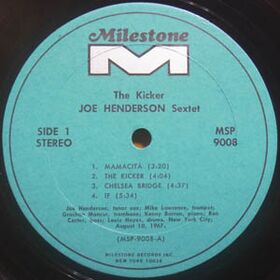 Milestone
M
The Kicker
JOE HENDERSON Sextet
SIDE 1
STEREO
MSP
9008
1. MAMACITA (3:20)
2. THE KICKER (4:04)
3. CHELSEA BRIDGE (4:37)
4. IF (5:34)
Joe Henderson, tenor sax; Mike Lawrence, trumpet;
Grachan Moncur, trombone; Kenny Barron, piano; Ron
Carter, bass; Louis Hayes, drums, New York City;
August 10, 1967.
(MSP-9008-A)
MILESTONE RECORDS INC
NEW YORK 10036